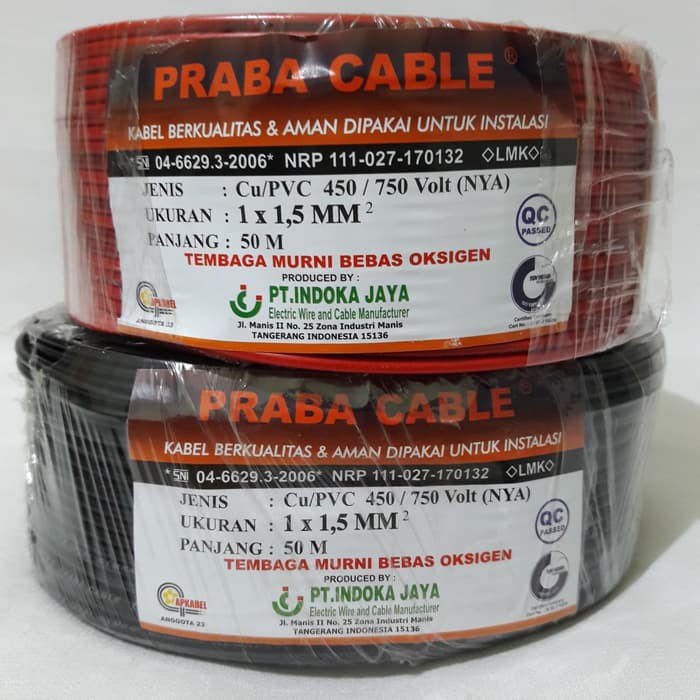 PRABA CABLE ®
KABEL BERKUALITAS & AMAN DIPAKAI UNTUK INSTALASI
* SNI 04-6629.3-2006* NRP 111-027-170132 ◇LMK◇
JENIS : Cu/PVC 450 / 750 Volt (NYA)
UKURAN : 1 x 1,5 MM ²
PANJANG : 50 M
QC PASSED
TEMBAGA MURNI BEBAS OKSIGEN
PRODUCED BY :
PT.INDOKA JAYA
Electric Wire and Cable Manufacturer
Jl. Manis II No. 25 Zona Industri Manis
TANGERANG INDONESIA 15136
APKABEL
ANGGOTA 23
PRABA CABLE ®
KABEL BERKUALITAS & AMAN DIPAKAI UNTUK INSTALASI
* SNI 04-6629.3-2006* NRP 111-027-170132 ◇LMK◇
JENIS : Cu/PVC 450 / 750 Volt (NYA)
UKURAN : 1 x 1,5 MM ²
PANJANG : 50 M
QC PASSED
TEMBAGA MURNI BEBAS OKSIGEN
PRODUCED BY :
PT.INDOKA JAYA
Electric Wire and Cable Manufacturer
Jl. Manis II No. 25 Zona Industri Manis
TANGERANG INDONESIA 15136
APKABEL
ANGGOTA 23